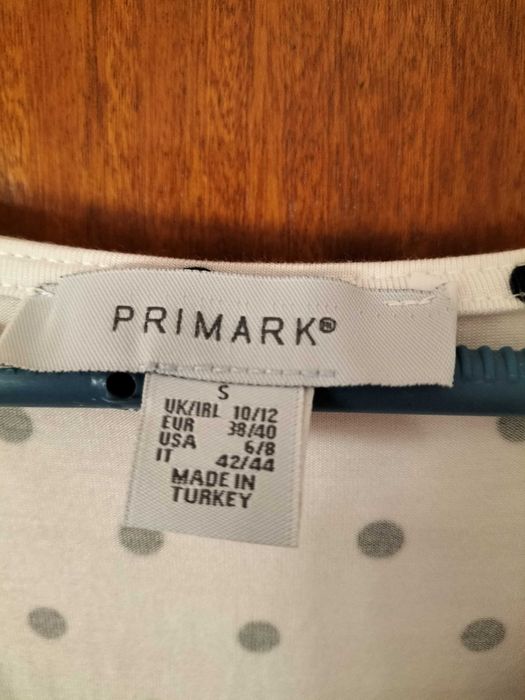 PRIMARK®
S
UK/IRL 10/12
EUR 38/40
USA 6/8
IT 42/44
MADE IN
TURKEY